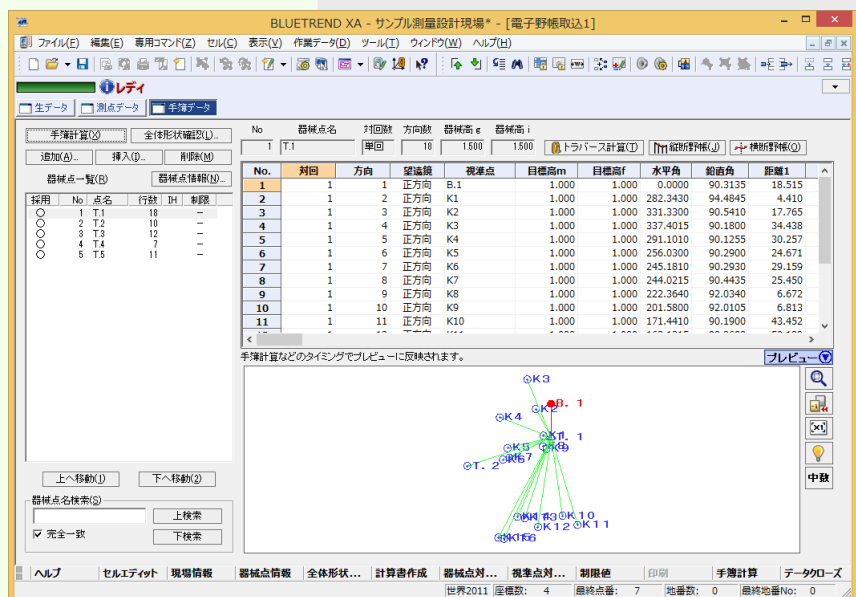 BLUETREND XA - サンプル測量設計現場* - [電子野帳取込1]
ファイル(F) 編集(E) 専用コマンド(Z) セル(C) 表示(V) 作業データ(D) ツール(T) ウィンドウ(W) ヘルプ(H)
レディ
生データ 測点データ 手簿データ
手簿計算(X) 全体形状確認(L)...
追加(A)... 挿入(I)... 削除(M)
器械点一覧(R) 器械点情報(N)...
採用 No 点名 行数 IH 制限
○ 1 T.1 18 －
○ 2 T.2 10 －
○ 3 T.3 12 －
○ 4 T.4 7 －
○ 5 T.5 11 －
上へ移動(1) 下へ移動(2)
器械点名検索(S)
上検索
完全一致 下検索
No 器械点名 対回数 方向数 器械高g 器械高i
1 T.1 単回 18 1.500 1.500 トラバース計算(T) 縦断野帳(J) 横断野帳(O)
No. 対回 方向 望遠鏡 視準点 目標高m 目標高f 水平角 鉛直角 距離1
1 1 1 正方向 B.1 1.000 1.000 0.0000 90.3135 18.515
2 1 2 正方向 K1 1.000 1.000 282.3430 94.4845 4.410
3 1 3 正方向 K2 1.000 1.000 331.3300 90.5410 17.765
4 1 4 正方向 K3 1.000 1.000 337.4015 90.1800 34.438
5 1 5 正方向 K4 1.000 1.000 291.1010 90.1255 30.257
6 1 6 正方向 K5 1.000 1.000 256.0300 90.2900 24.671
7 1 7 正方向 K6 1.000 1.000 245.1810 90.2930 29.159
8 1 8 正方向 K7 1.000 1.000 244.0215 90.4435 25.450
9 1 9 正方向 K8 1.000 1.000 222.3640 92.0340 6.672
10 1 10 正方向 K9 1.000 1.000 201.5800 92.0105 6.813
11 1 11 正方向 K10 1.000 1.000 171.4410 90.1900 43.452
手簿計算などのタイミングでプレビューに反映されます。 プレビュー
K3
B. 1
K2
K4
K1 T. 1
K5 K8 K9
K6 K7
T. 2
K14 K13 K10
K12 K11
K15 K16
中数
ヘルプ セルエディット 現場情報 器械点情報 全体形状... 計算書作成 器械点対... 視準点対... 制限値 印刷 手簿計算 データクローズ
世界2011 座標数: 4 最終点番: 7 地番数: 0 最終地番No: 0